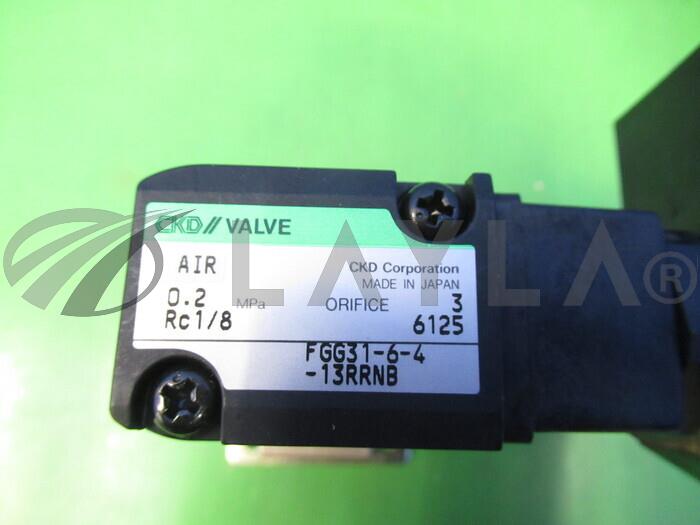 CKD// VALVE
AIR
CKD Corporation
MADE IN JAPAN
0.2 MPa ORIFICE 3
Rc1/8 6125
FGG31-6-4
-13RRNB
LAYLA®